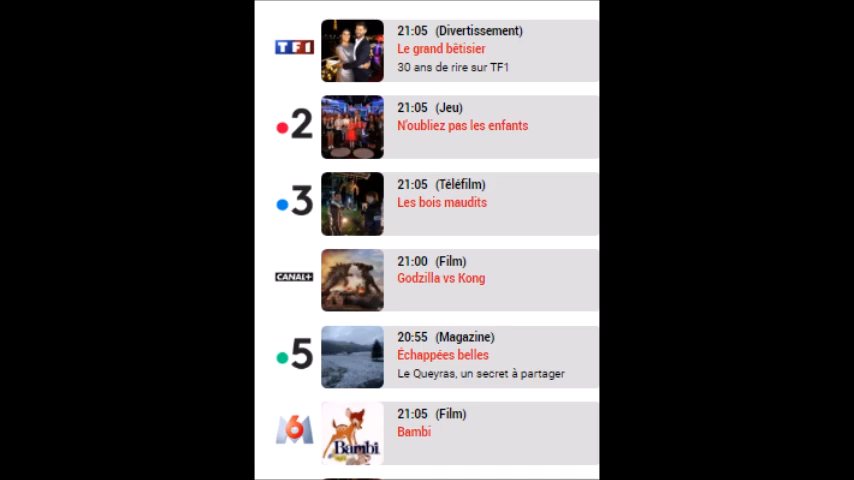 TF1
21:05 (Divertissement)
Le grand bêtisier
30 ans de rire sur TF1
2
21:05 (Jeu)
N'oubliez pas les enfants
3
21:05 (Téléfilm)
Les bois maudits
CANAL+
21:00 (Film)
Godzilla vs Kong
5
20:55 (Magazine)
Échappées belles
Le Queyras, un secret à partager
M6
21:05 (Film)
Bambi
Bambi